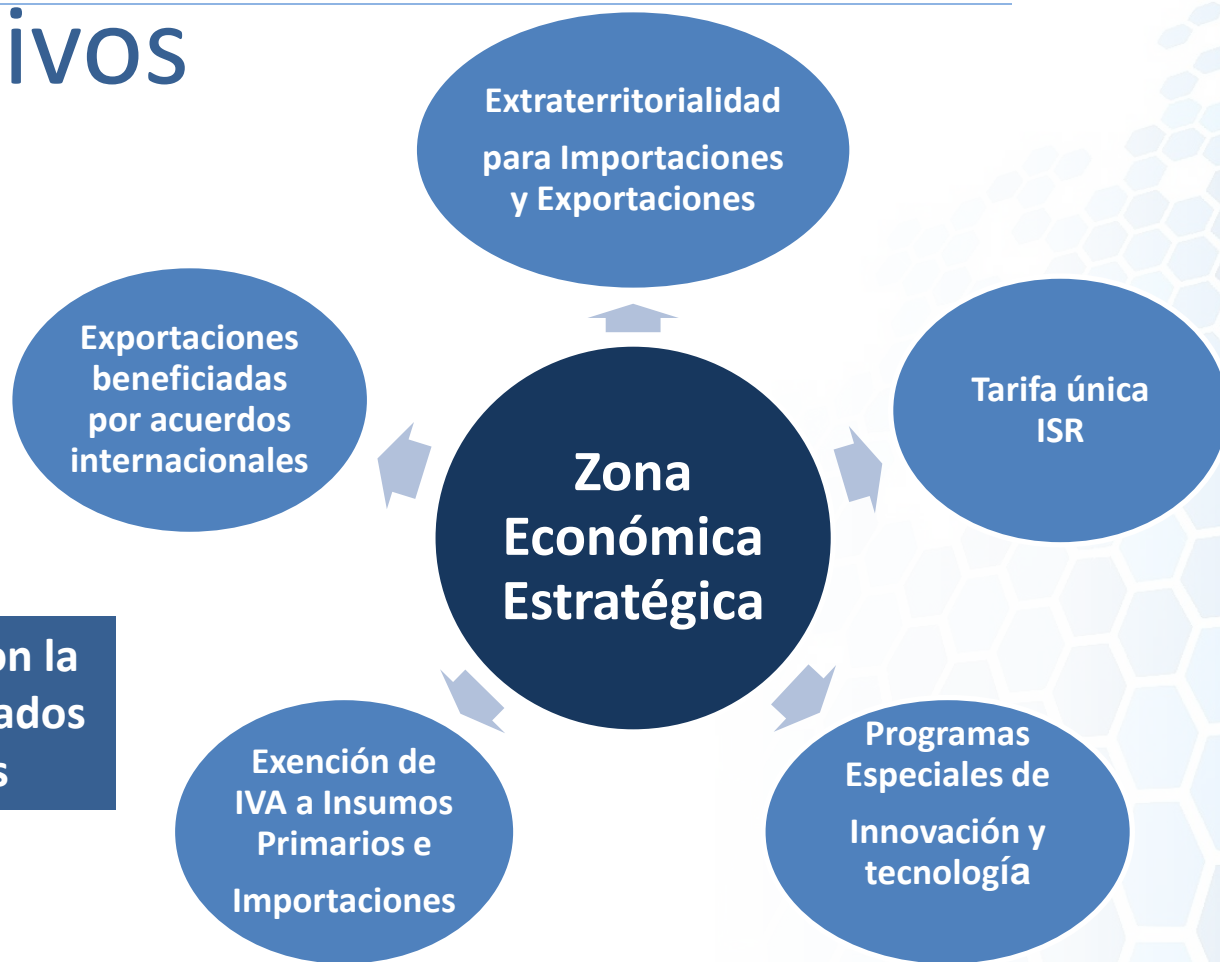 ivos
Extraterritorialidad
para Importaciones
y Exportaciones
Exportaciones
beneficiadas
por acuerdos
internacionales
Tarifa única
ISR
Zona
Económica
Estratégica
on la
ados
s
Exención de
IVA a Insumos
Primarios e
Importaciones
Programas
Especiales de
Innovación y
tecnología